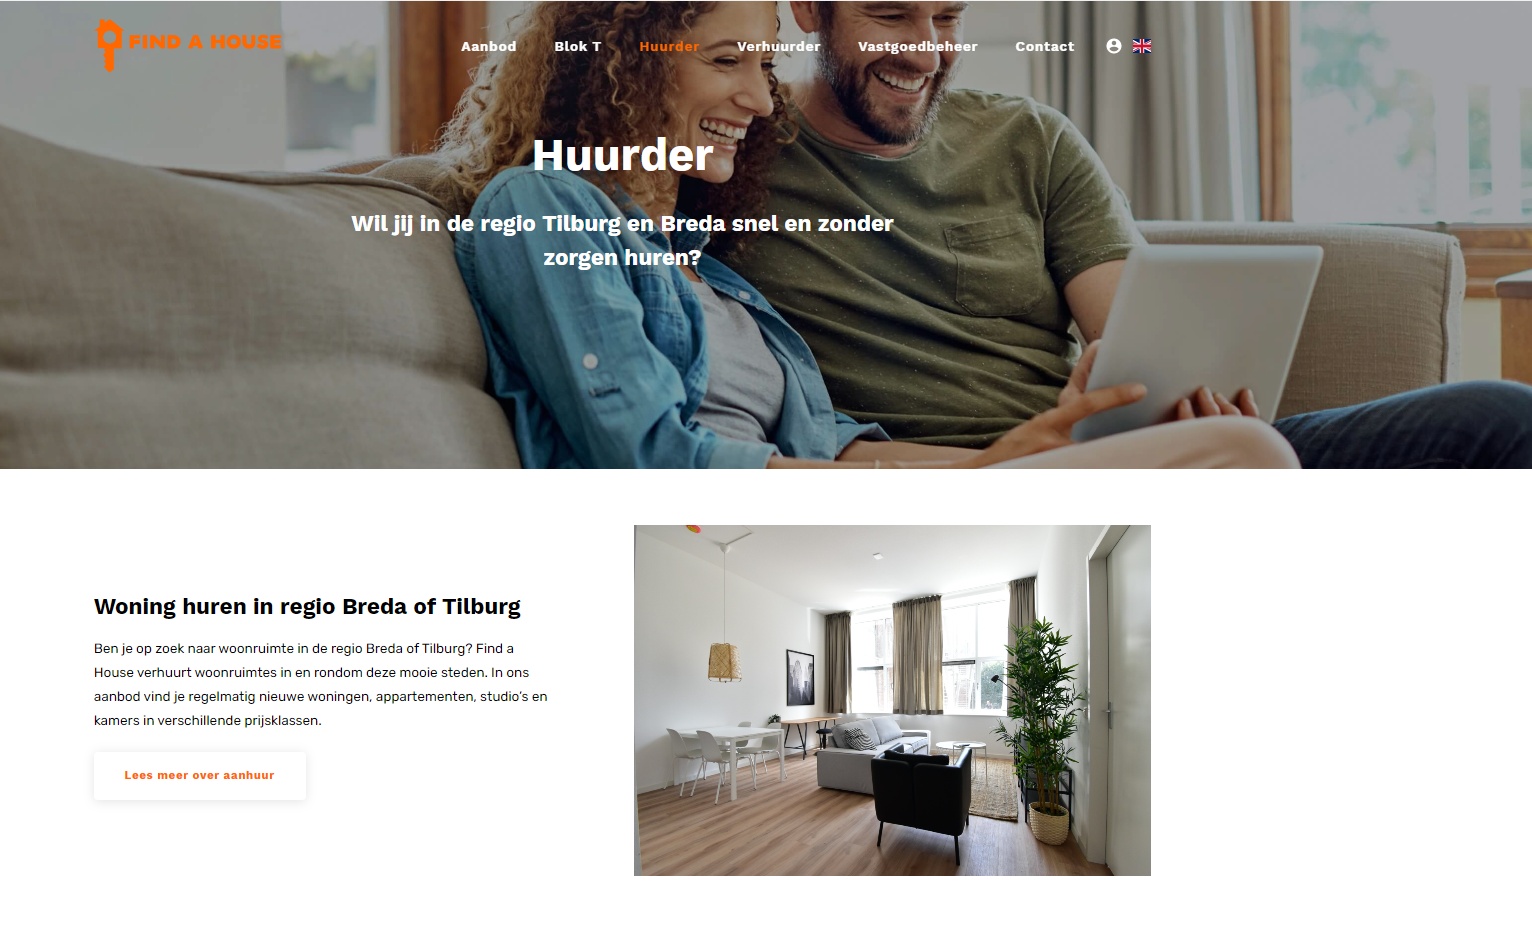 FIND A HOUSE
Aanbod
Blok T
Huurder
Verhuurder
Vastgoedbeheer
Contact
Huurder
Wil jij in de regio Tilburg en Breda snel en zonder
zorgen huren?
Woning huren in regio Breda of Tilburg
Ben je op zoek naar woonruimte in de regio Breda of Tilburg? Find a
House verhuurt woonruimtes in en rondom deze mooie steden. In ons
aanbod vind je regelmatig nieuwe woningen, appartementen, studio’s en
kamers in verschillende prijsklassen.
Lees meer over aanhuur